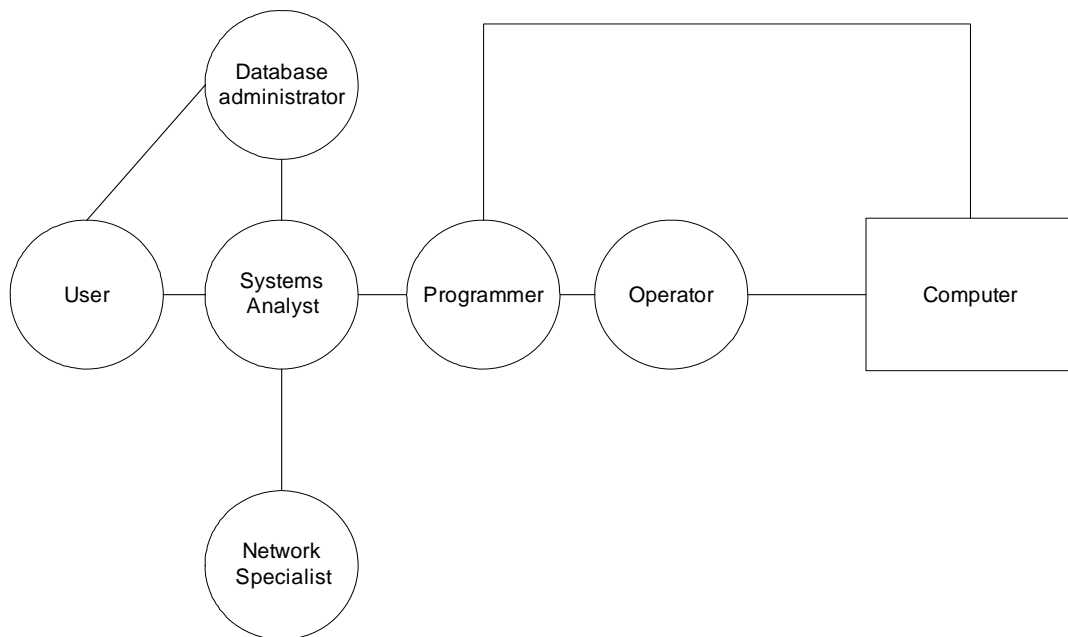 Database
administrator
User
Systems
Analyst
Programmer
Operator
Computer
Network
Specialist